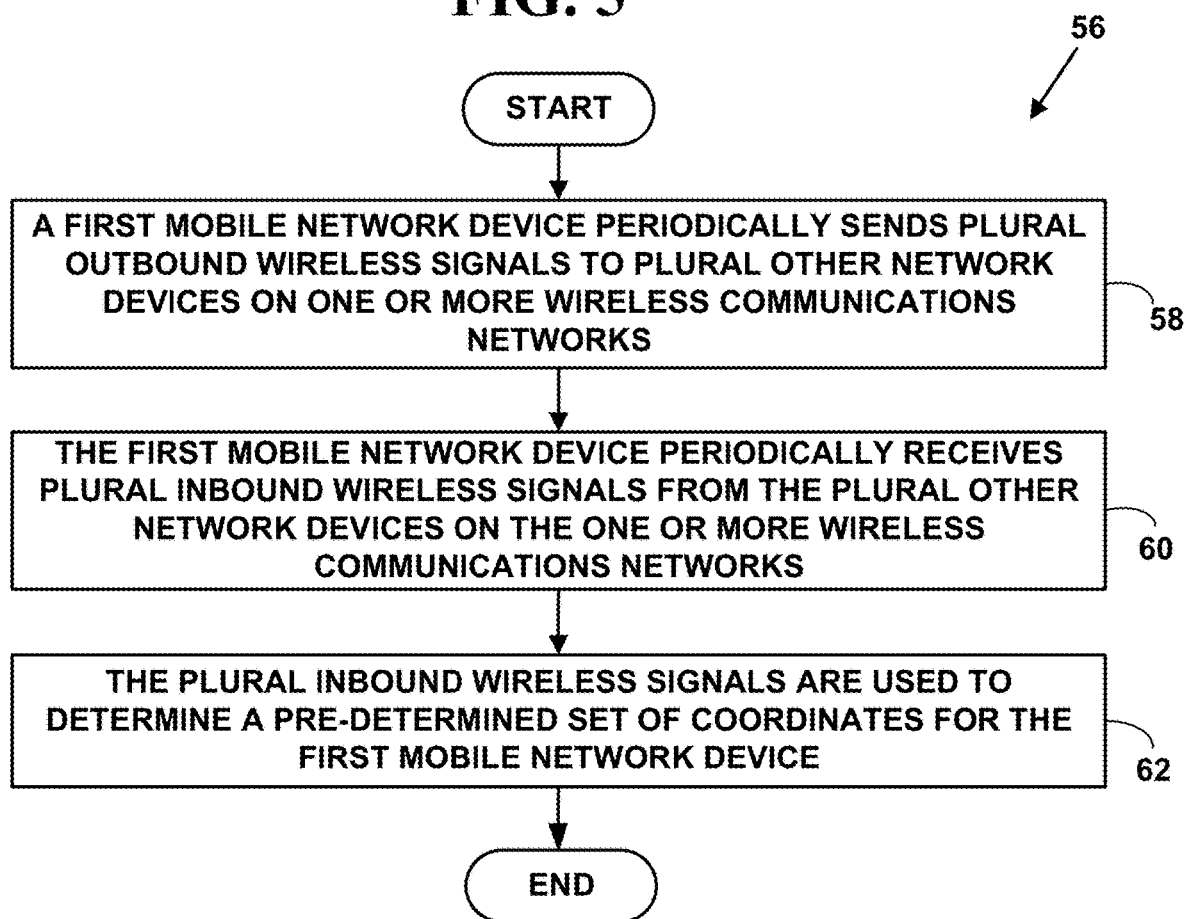 56
START
A FIRST MOBILE NETWORK DEVICE PERIODICALLY SENDS PLURAL
OUTBOUND WIRELESS SIGNALS TO PLURAL OTHER NETWORK
DEVICES ON ONE OR MORE WIRELESS COMMUNICATIONS
NETWORKS
58
THE FIRST MOBILE NETWORK DEVICE PERIODICALLY RECEIVES
PLURAL INBOUND WIRELESS SIGNALS FROM THE PLURAL OTHER
NETWORK DEVICES ON THE ONE OR MORE WIRELESS
COMMUNICATIONS NETWORKS
60
THE PLURAL INBOUND WIRELESS SIGNALS ARE USED TO
DETERMINE A PRE-DETERMINED SET OF COORDINATES FOR THE
FIRST MOBILE NETWORK DEVICE
62
END